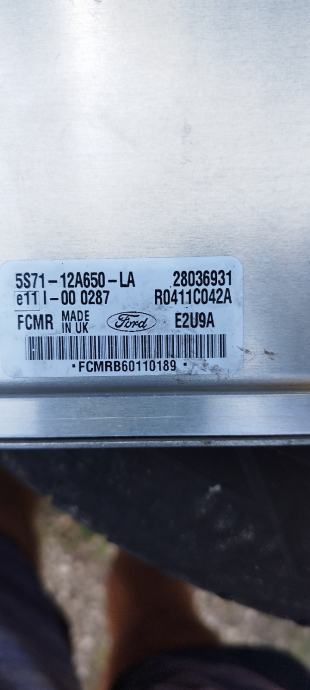 5S71-12A650-LA 28036931
e11 I-00 0287 R0411C042A
FCMR MADE IN UK Ford E2U9A
*FCMRB60110189*